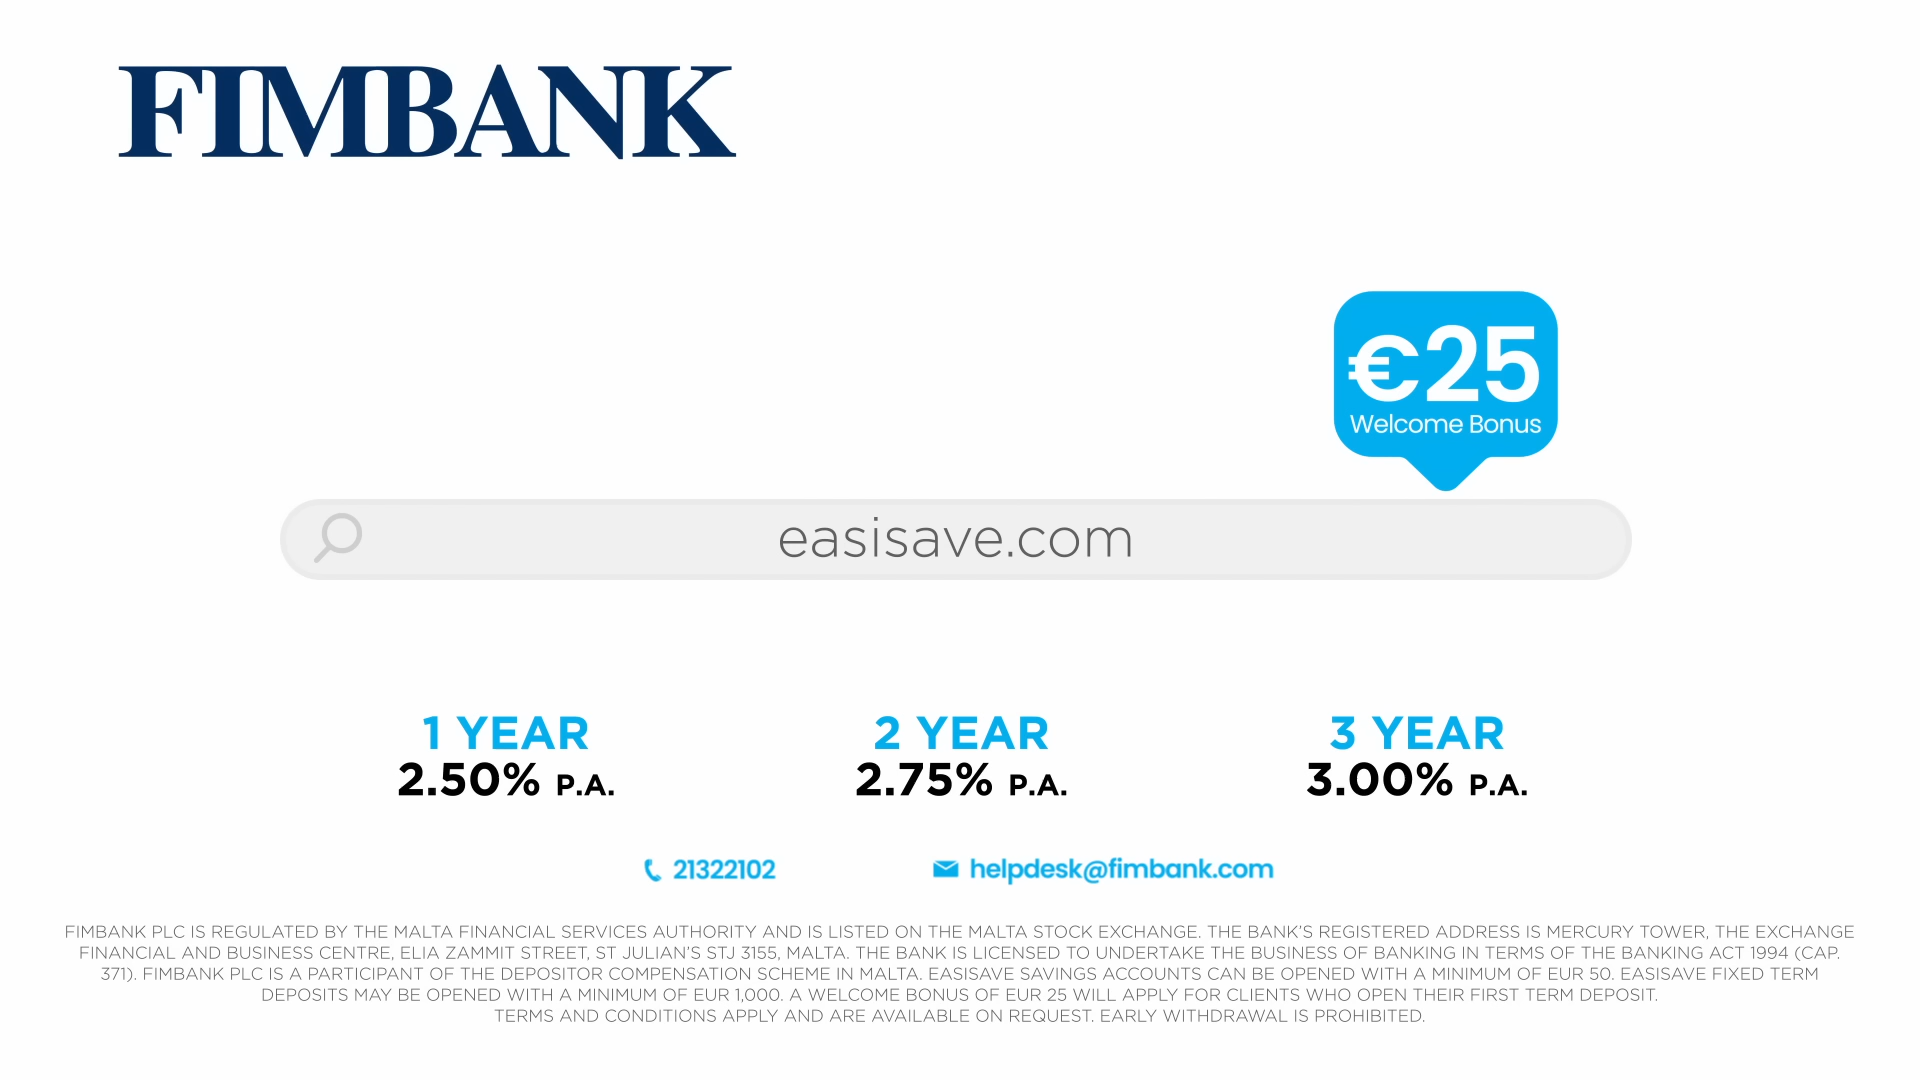 FIMBANK
€25
Welcome Bonus
easisave.com
1 YEAR
2.50% P.A.
2 YEAR
2.75% P.A.
3 YEAR
3.00% P.A.
21322102
helpdesk@fimbank.com
FIMBANK PLC IS REGULATED BY THE MALTA FINANCIAL SERVICES AUTHORITY AND IS LISTED ON THE MALTA STOCK EXCHANGE. THE BANK'S REGISTERED ADDRESS IS MERCURY TOWER, THE EXCHANGE
FINANCIAL AND BUSINESS CENTRE, ELIA ZAMMIT STREET, ST JULIAN'S STJ 3155, MALTA. THE BANK IS LICENSED TO UNDERTAKE THE BUSINESS OF BANKING IN TERMS OF THE BANKING ACT 1994 (CAP.
371). FIMBANK PLC IS A PARTICIPANT OF THE DEPOSITOR COMPENSATION SCHEME IN MALTA. EASISAVE SAVINGS ACCOUNTS CAN BE OPENED WITH A MINIMUM OF EUR 50. EASISAVE FIXED TERM
DEPOSITS MAY BE OPENED WITH A MINIMUM OF EUR 1,000. A WELCOME BONUS OF EUR 25 WILL APPLY FOR CLIENTS WHO OPEN THEIR FIRST TERM DEPOSIT.
TERMS AND CONDITIONS APPLY AND ARE AVAILABLE ON REQUEST. EARLY WITHDRAWAL IS PROHIBITED.